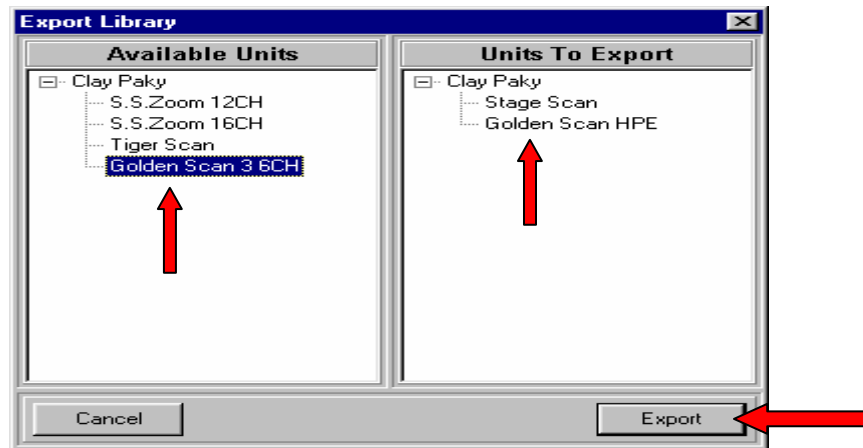 Export Library
Available Units
Clay Paky
S.S.Zoom 12CH
S.S.Zoom 16CH
Tiger Scan
Golden Scan 3 6CH
Units To Export
Clay Paky
Stage Scan
Golden Scan HPE
Cancel
Export